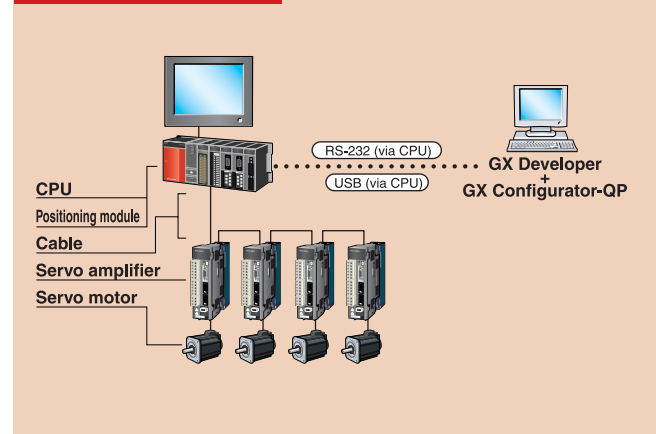 RS-232 (via CPU)
USB (via CPU)
GX Developer
+
GX Configurator-QP
CPU
Positioning module
Cable
Servo amplifier
Servo motor